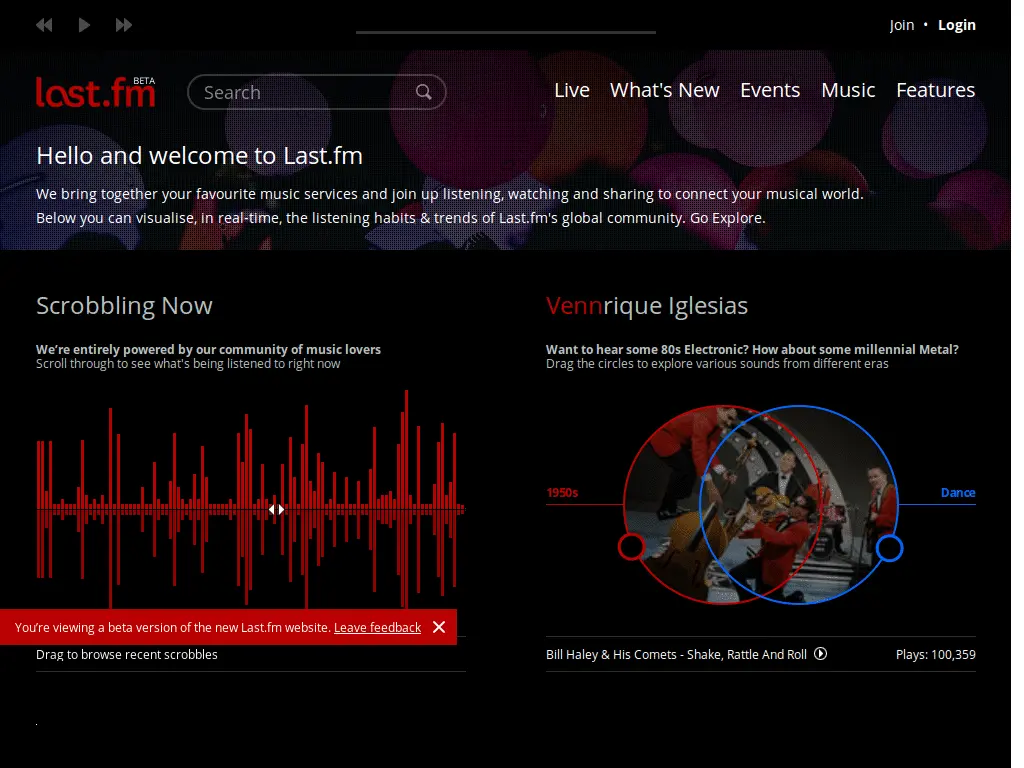 Join • Login
last.fm BETA
Search
Live What's New Events Music Features
Hello and welcome to Last.fm
We bring together your favourite music services and join up listening, watching and sharing to connect your musical world.
Below you can visualise, in real-time, the listening habits & trends of Last.fm's global community. Go Explore.
Scrobbling Now
We're entirely powered by our community of music lovers
Scroll through to see what's being listened to right now
Vennrique Iglesias
Want to hear some 80s Electronic? How about some millennial Metal?
Drag the circles to explore various sounds from different eras
1950s
Dance
You're viewing a beta version of the new Last.fm website. Leave feedback
Drag to browse recent scrobbles
Bill Haley & His Comets - Shake, Rattle And Roll
Plays: 100,359